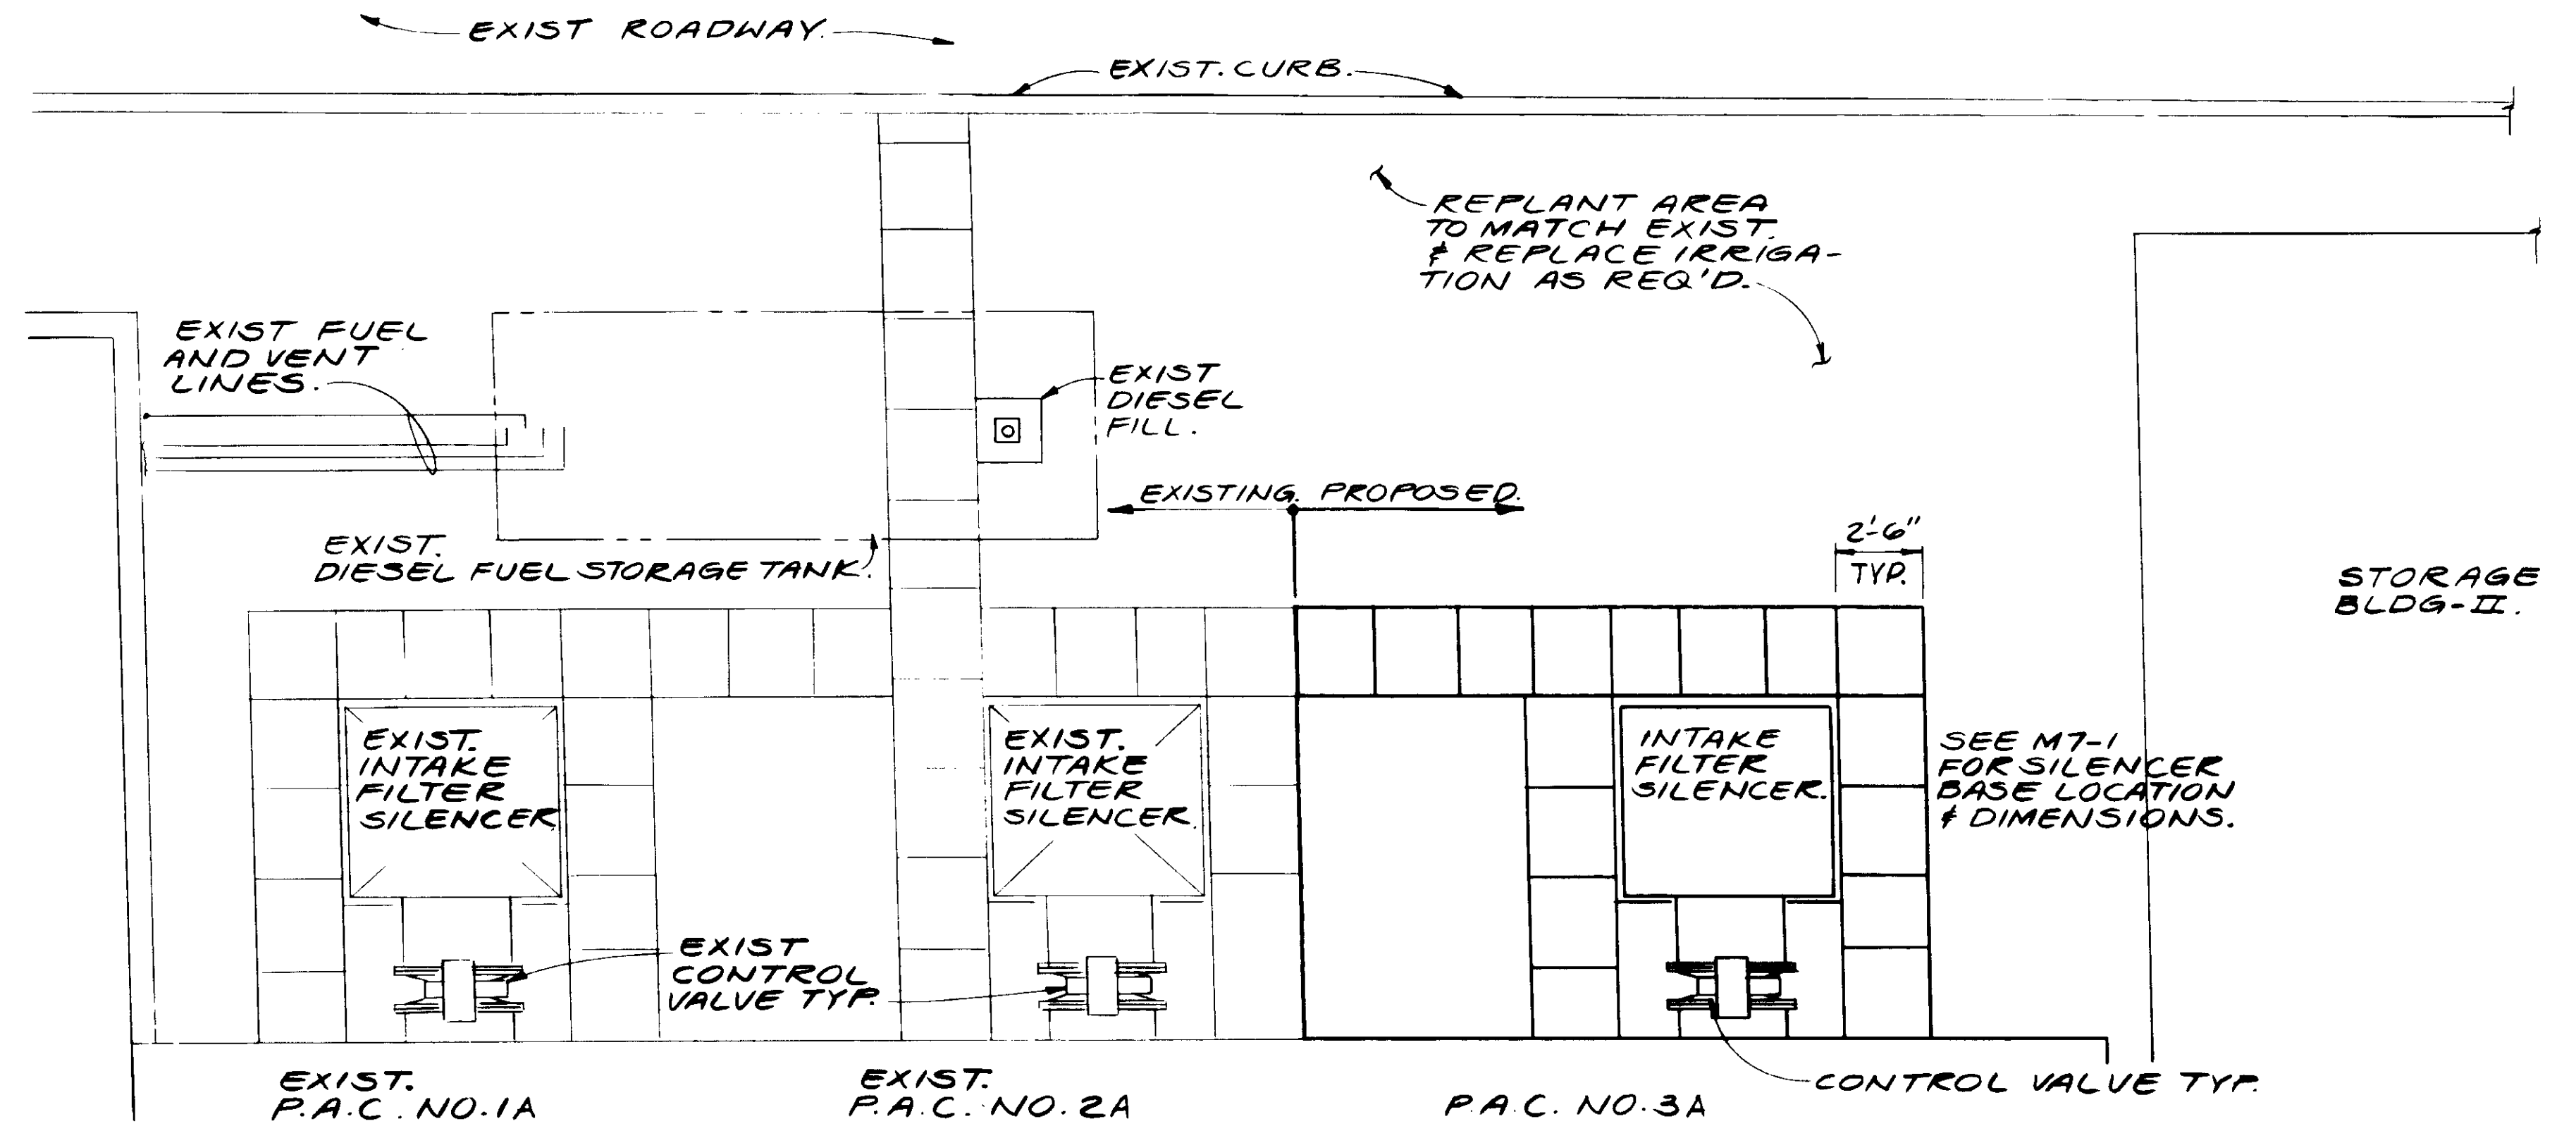 EXIST ROADWAY.
EXIST. CURB.
REPLANT AREA
TO MATCH EXIST.
& REPLACE IRRIGA-
TION AS REQ'D.
EXIST FUEL
AND VENT
LINES.
EXIST
DIESEL
FILL.
EXISTING. PROPOSED.
2'-6"
TYP.
EXIST.
DIESEL FUEL STORAGE TANK.
STORAGE
BLDG-II.
EXIST.
INTAKE
FILTER
SILENCER
EXIST.
INTAKE
FILTER
SILENCER.
INTAKE
FILTER
SILENCER.
SEE M7-1
FOR SILENCER
BASE LOCATION
& DIMENSIONS.
EXIST
CONTROL
VALVE TYP.
CONTROL VALVE TYP.
EXIST.
P.A.C. NO.1A
EXIST.
P.A.C. NO.2A
P.A.C. NO.3A